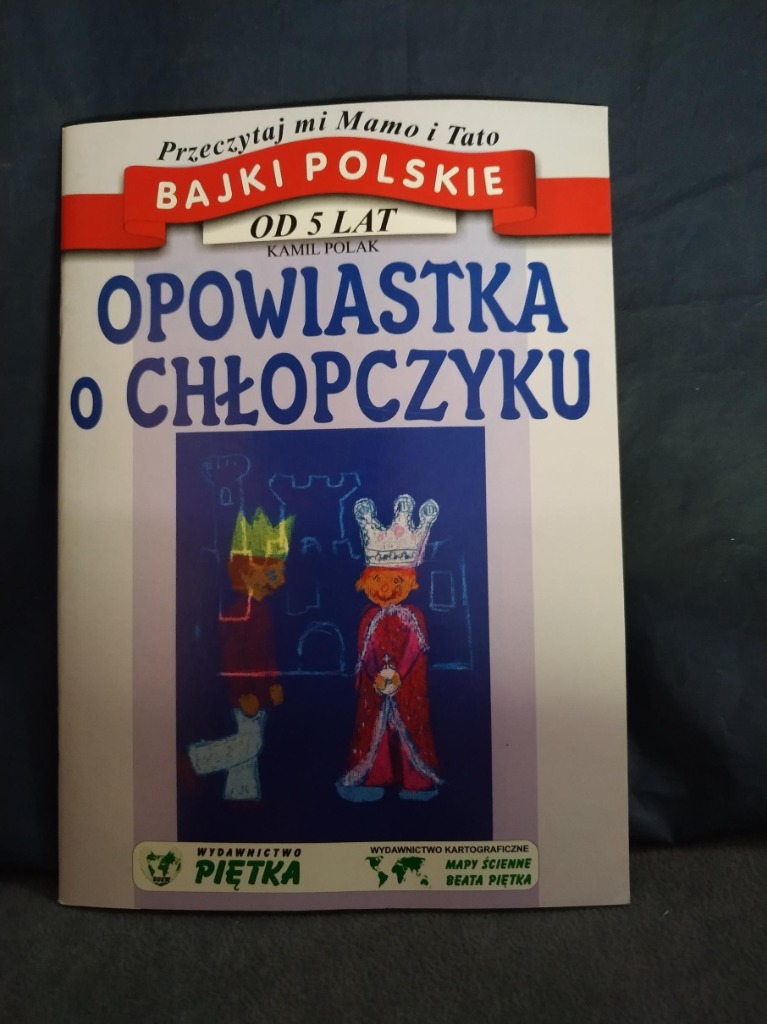 Przeczytaj mi Mamo i Tato
BAJKI POLSKIE
OD 5 LAT
KAMIL POLAK
OPOWIASTKA
O CHŁOPCZYKU
WYDAWNICTWO
PIĘTKA
WYDAWNICTWO KARTOGRAFICZNE
MAPY ŚCIENNE
BEATA PIĘTKA